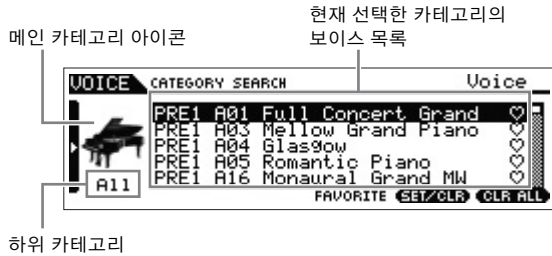 현재 선택한 카테고리의
보이스 목록
메인 카테고리 아이콘
VOICE CATEGORY SEARCH Voice
PRE1 A01 Full Concert Grand ♡
PRE1 A03 Mellow Grand Piano ♡
PRE1 A04 Glasgow ♡
PRE1 A05 Romantic Piano ♡
PRE1 A16 Monaural Grand MW ♡
All
FAVORITE SET/CLR CLR ALL
하위 카테고리